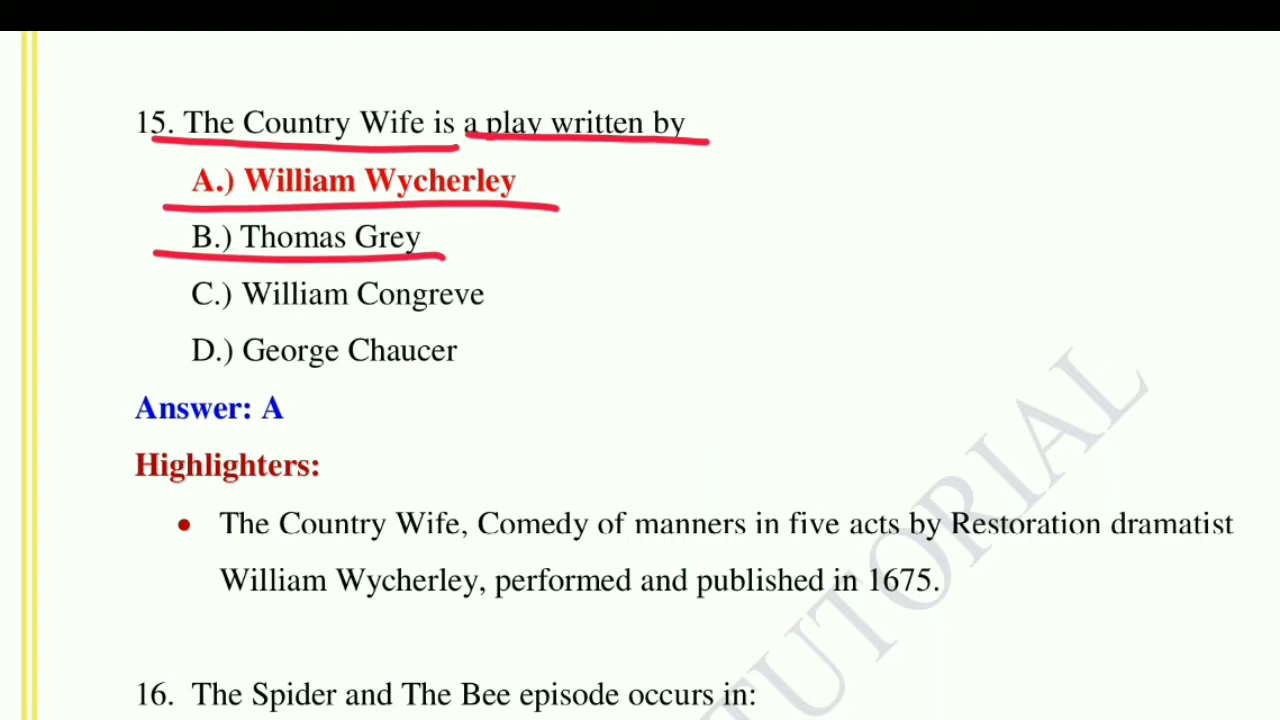 15. The Country Wife is a play written by
A.) William Wycherley
B.) Thomas Grey
C.) William Congreve
D.) George Chaucer
Answer: A
Highlighters:
• The Country Wife, Comedy of manners in five acts by Restoration dramatist
William Wycherley, performed and published in 1675.
16. The Spider and The Bee episode occurs in:
TUTORIAL